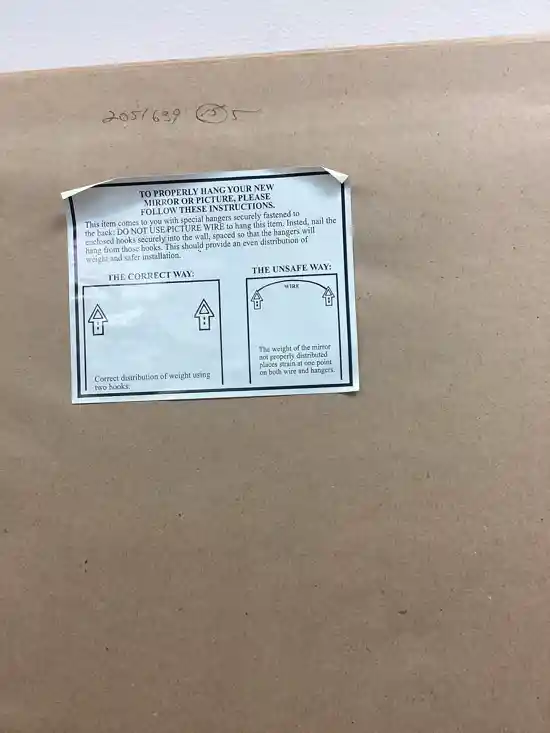 2051699 15 5
TO PROPERLY HANG YOUR NEW
MIRROR OR PICTURE, PLEASE
FOLLOW THESE INSTRUCTIONS.
This item comes to you with special hangers securely fastened to
the back; DO NOT USE PICTURE WIRE to hang this item. Insted, nail the
enclosed hooks securely into the wall, spaced so that the hangers will
hang from those hooks. This should provide an even distribution of
weight and safer installation.
THE CORRECT WAY:
Correct distribution of weight using
two hooks.
THE UNSAFE WAY:
WIRE
The weight of the mirror
not properly distributed
places strain at one point
on both wire and hangers.